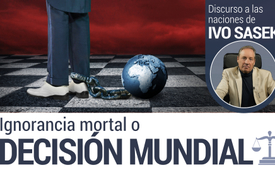 Discurso a las
naciones de
IVO SASEK
Ignorancia mortal o
DECISIÓN MUNDIAL